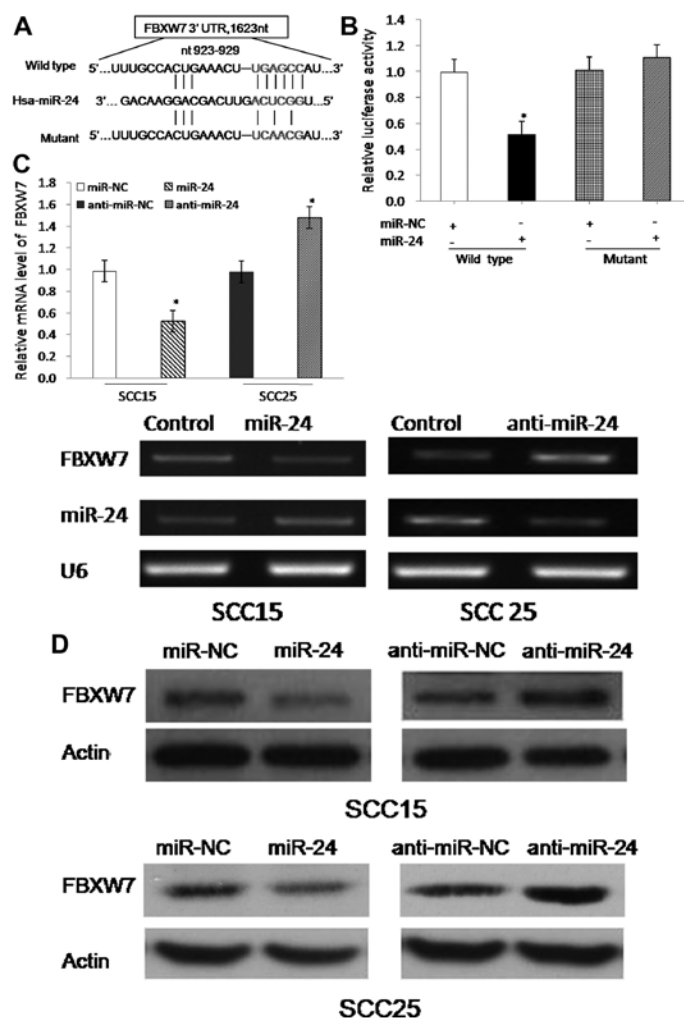 A
FBXW7 3' UTR,1623nt
nt 923-929
Wild type 5'...UUUGCCACUGAAACU—UGAGCCAU...3'
Hsa-miR-24 3'...GACAAGGACGACUUGACUCGGU...5'
Mutant 5'...UUUGCCACUGAAACU—UCAACGAU...3'
B
Relative luciferase activity
1.4
1.2
1.0
0.8
0.6
0.4
0.2
0.0
*
miR-NC + - + -
miR-24 - + - +
Wild type Mutant
C
Relative mRNA level of FBXW7
miR-NC miR-24
anti-miR-NC anti-miR-24
1.8
1.6
1.4
1.2
1.0
0.8
0.6
0.4
0.2
0.0
* *
SCC15 SCC25
Control miR-24 Control anti-miR-24
FBXW7
miR-24
U6
SCC15 SCC 25
D
miR-NC miR-24 anti-miR-NC anti-miR-24
FBXW7
Actin
SCC15
miR-NC miR-24 anti-miR-NC anti-miR-24
FBXW7
Actin
SCC25